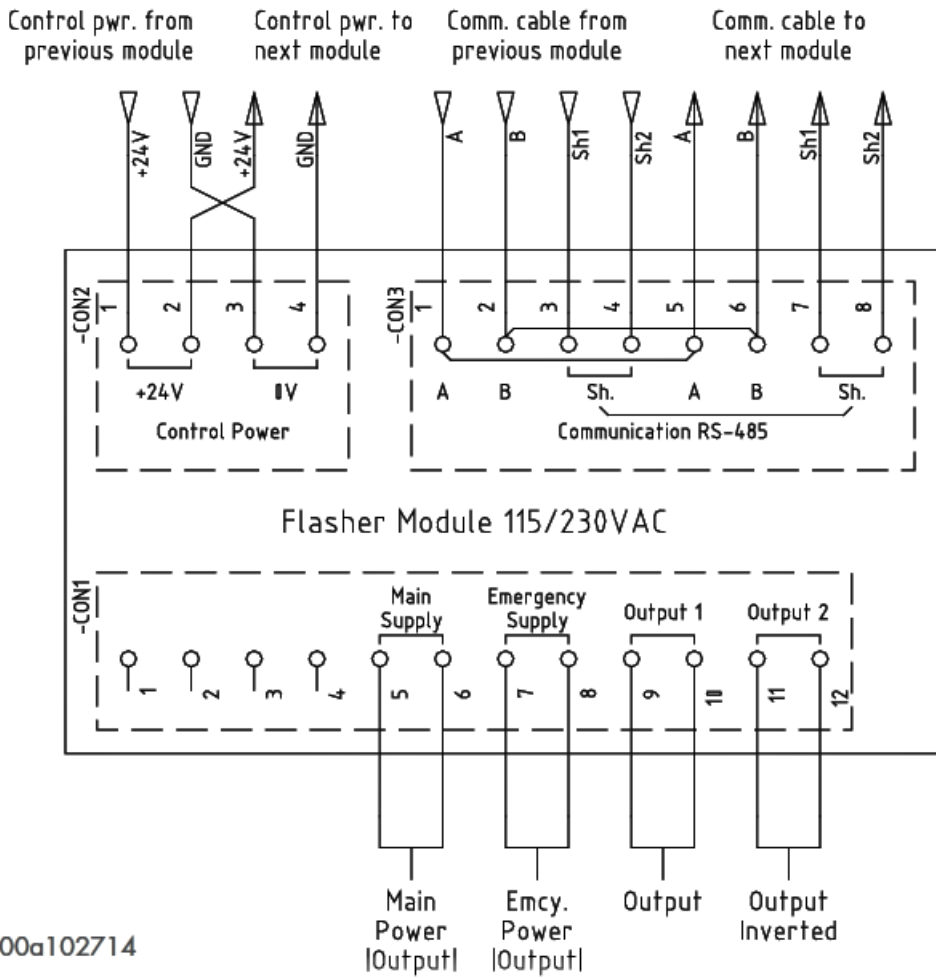 Control pwr. from
previous module
Control pwr. to
next module
Comm. cable from
previous module
Comm. cable to
next module
+24V
GND
+24V
GND
A
B
Sh1
Sh2
A
B
Sh1
Sh2
-CON2
1
2
3
4
-CON3
1
2
3
4
5
6
7
8
+24V
0V
A
B
Sh.
A
B
Sh.
Control Power
Communication RS-485
Flasher Module 115/230VAC
-CON1
Main
Supply
Emergency
Supply
Output 1
Output 2
1
2
3
4
5
6
7
8
9
10
11
12
Main
Power
|Output|
Emcy.
Power
|Output|
Output
Output
Inverted
00a102714